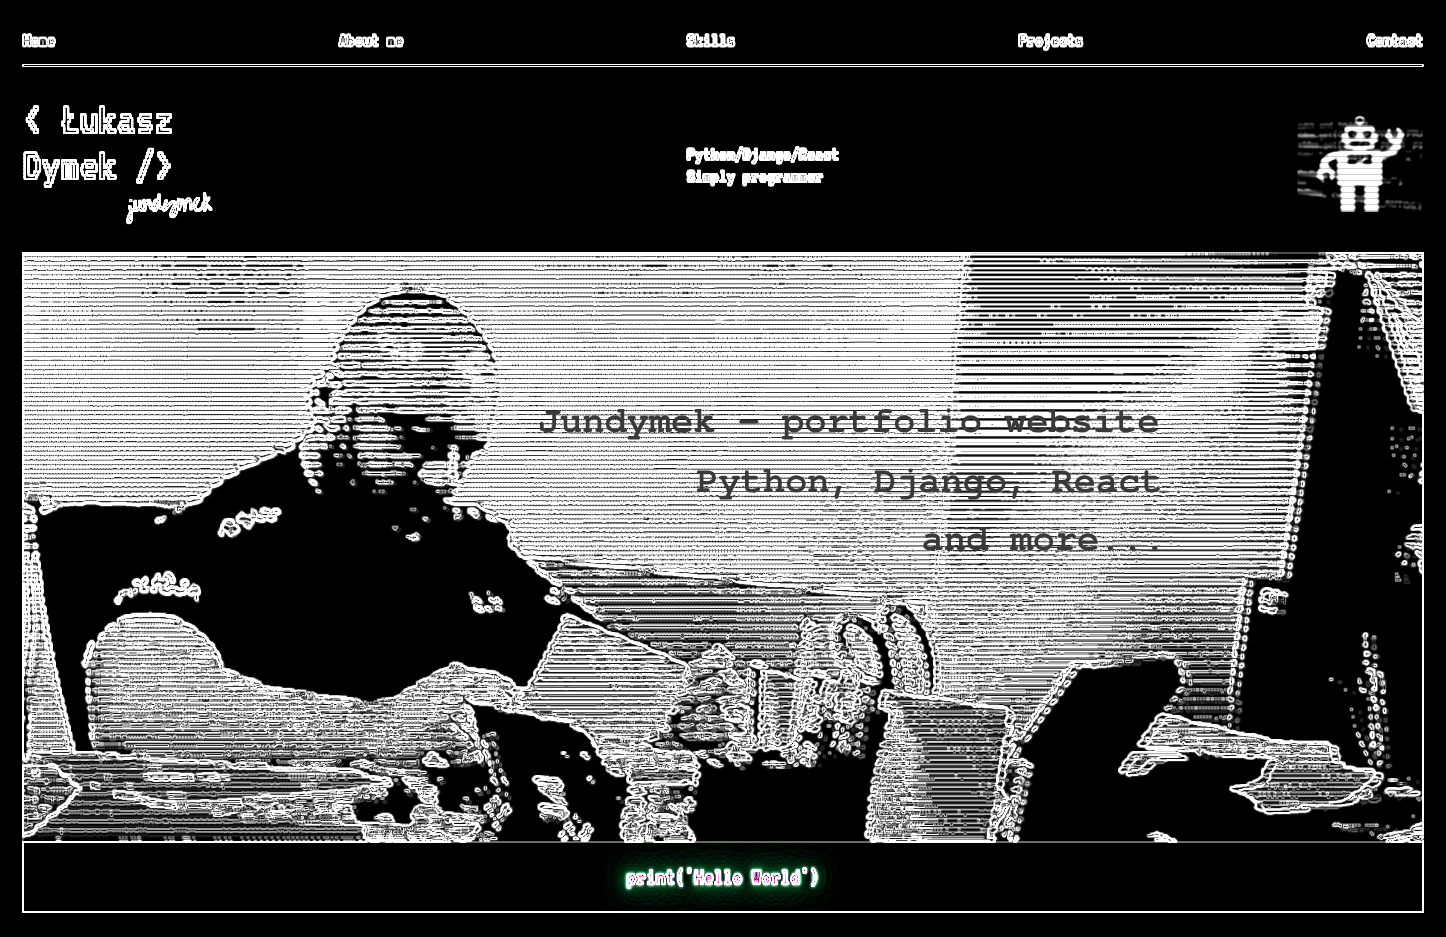 Home About me Skills Projects Contact
< Łukasz
Dymek />
jundymek
Python/Django/React
Simply programmer
Jundymek - portfolio website
Python, Django, React
and more...
print('Hello World')